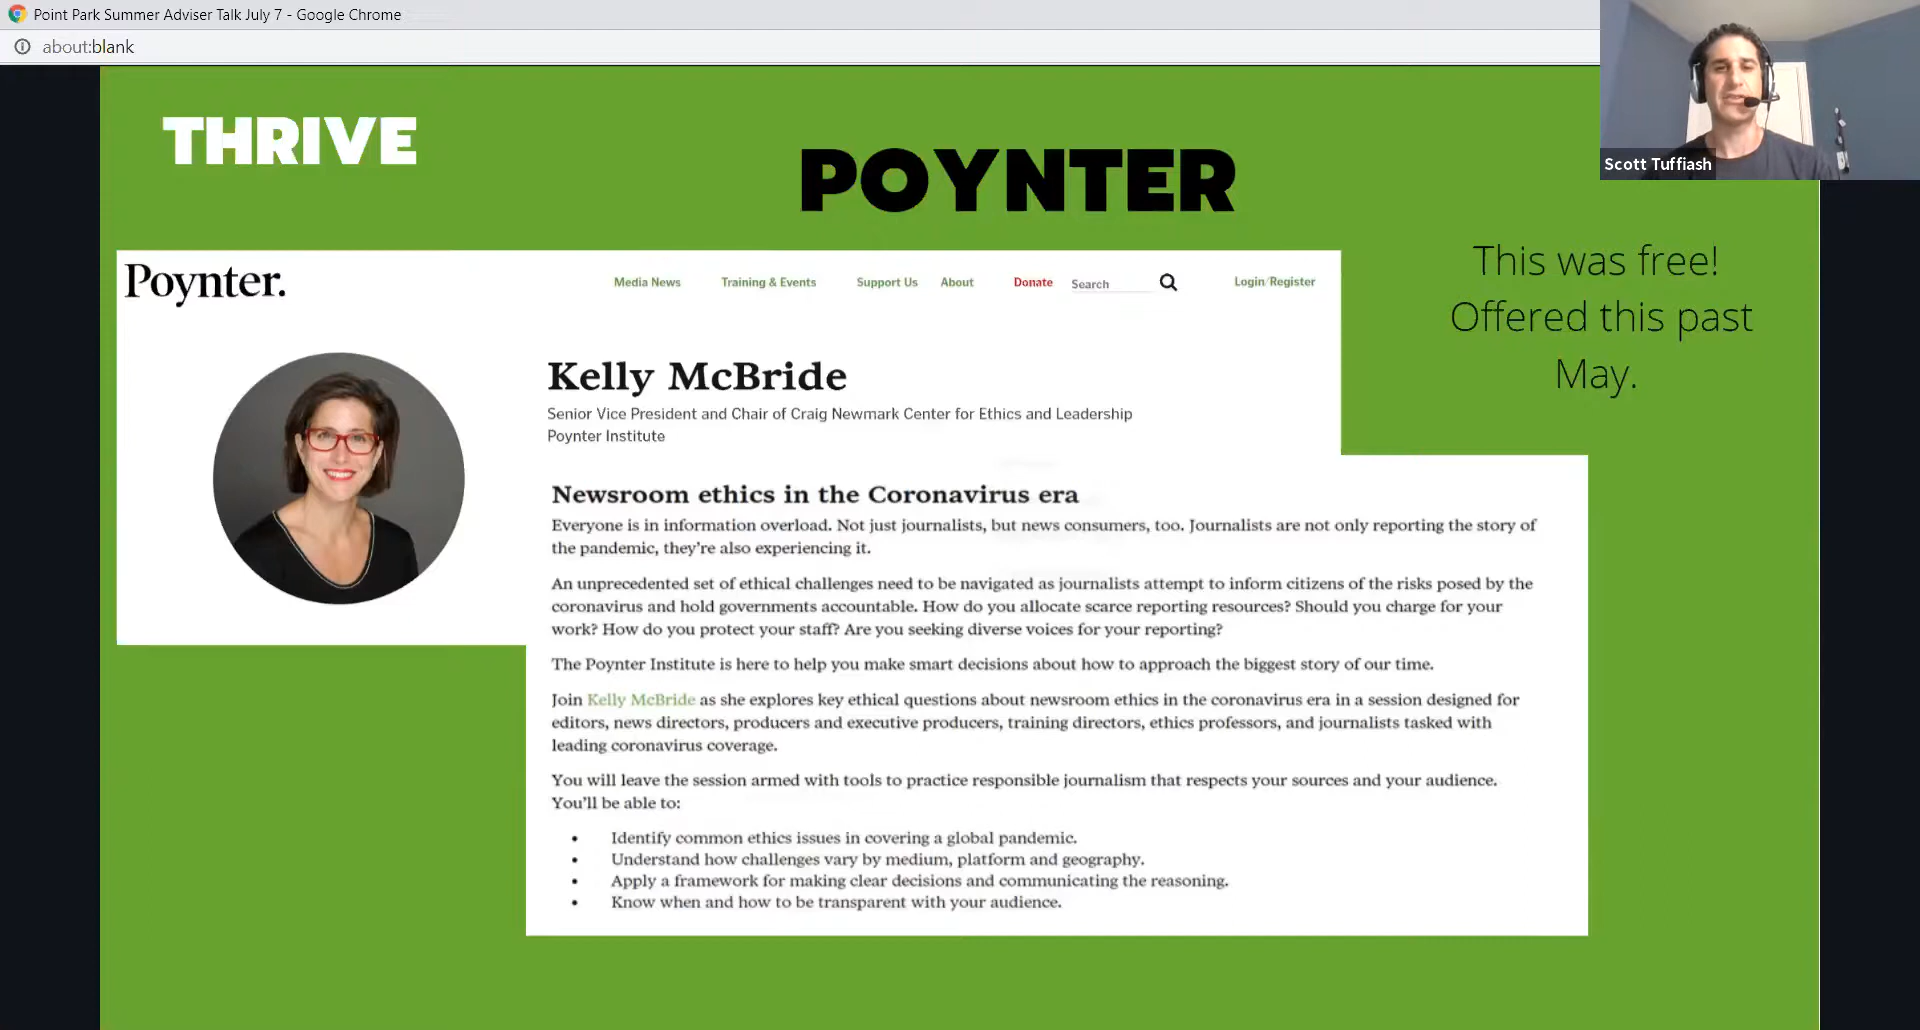 Point Park Summer Adviser Talk July 7 - Google Chrome
about:blank
Scott Tuffiash
THRIVE
POYNTER
This was free!
Offered this past
May.
Poynter.
Media News
Training & Events
Support Us
About
Donate
Search
Login/Register
Kelly McBride
Senior Vice President and Chair of Craig Newmark Center for Ethics and Leadership
Poynter Institute
Newsroom ethics in the Coronavirus era
Everyone is in information overload. Not just journalists, but news consumers, too. Journalists are not only reporting the story of
the pandemic, they're also experiencing it.
An unprecedented set of ethical challenges need to be navigated as journalists attempt to inform citizens of the risks posed by the
coronavirus and hold governments accountable. How do you allocate scarce reporting resources? Should you charge for your
work? How do you protect your staff? Are you seeking diverse voices for your reporting?
The Poynter Institute is here to help you make smart decisions about how to approach the biggest story of our time.
Join Kelly McBride as she explores key ethical questions about newsroom ethics in the coronavirus era in a session designed for
editors, news directors, producers and executive producers, training directors, ethics professors, and journalists tasked with
leading coronavirus coverage.
You will leave the session armed with tools to practice responsible journalism that respects your sources and your audience.
You'll be able to:
• Identify common ethics issues in covering a global pandemic.
• Understand how challenges vary by medium, platform and geography.
• Apply a framework for making clear decisions and communicating the reasoning.
• Know when and how to be transparent with your audience.